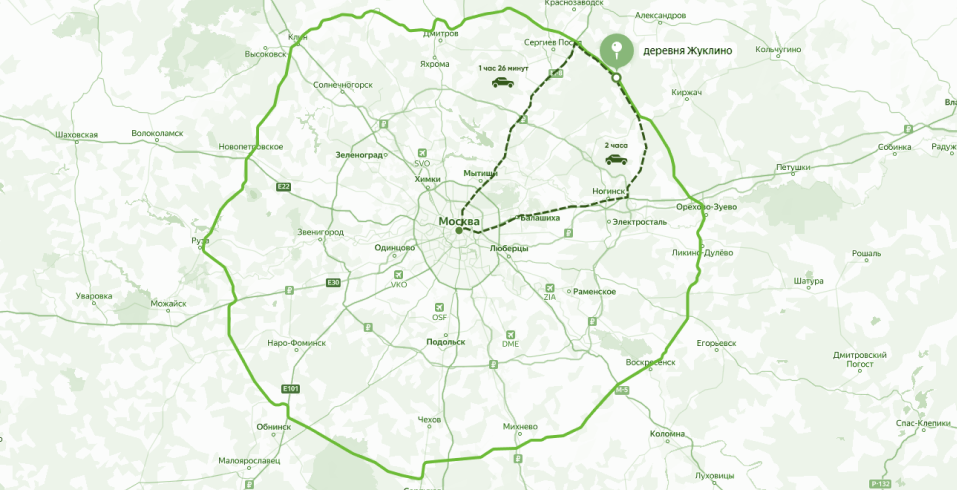 Краснозаводск
Александров
Клин
Дмитров
Сергиев Посад
деревня Жуклино
Кольчугино
Высоковск
Яхрома
1 час 26 минут
Солнечногорск
Киржач
Шаховская
Волоколамск
Новопетровское
2 часа
Собинка
Зеленоград
SVO
Петушки
Химки
Мытищи
E22
Ногинск
Орехово-Зуево
Москва
Балашиха
Электросталь
Звенигород
Руза
Одинцово
Люберцы
Ликино-Дулёво
Рошаль
E30
VKO
Шатура
Уваровка
Можайск
ZIA
Раменское
OSF
Наро-Фоминск
Подольск
DME
Егорьевск
Дмитровский
Погост
Воскресенск
E101
Чехов
Обнинск
Михнево
Коломна
Спас-Клепики
Малоярославец
Луховицы
Р-132